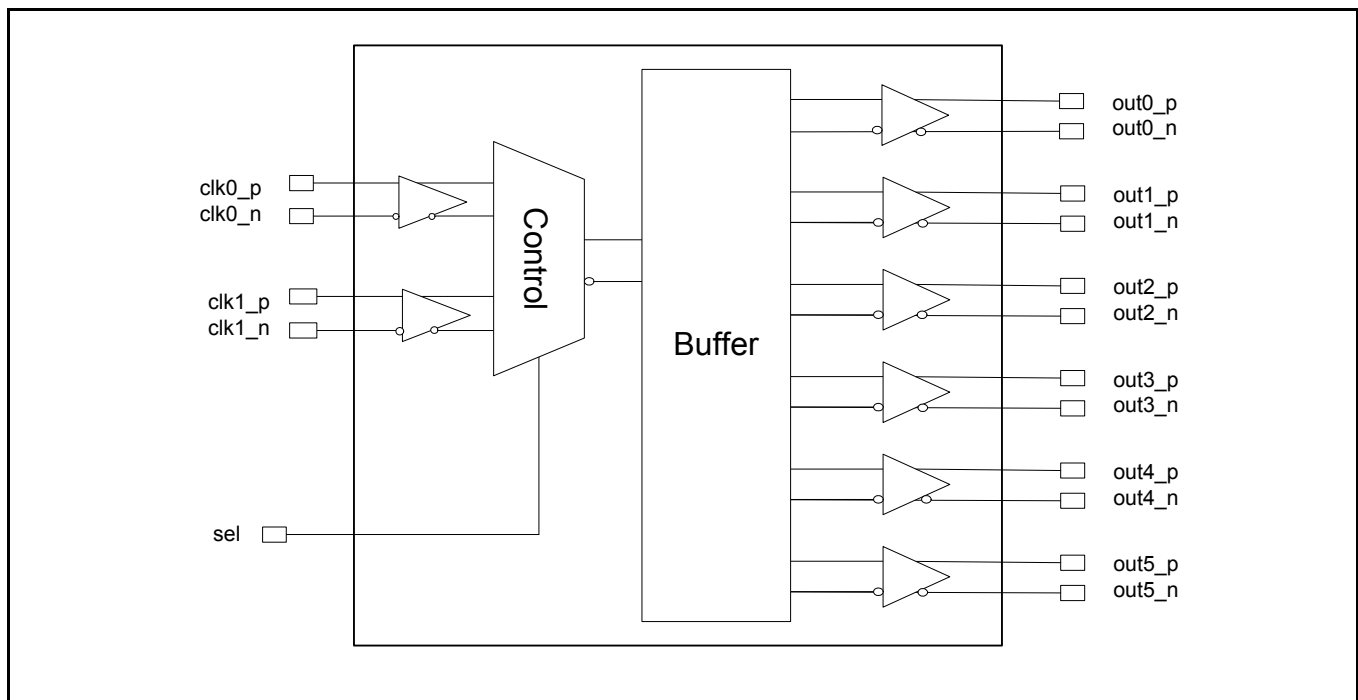 clk0_p
clk0_n
clk1_p
clk1_n
sel
Control
Buffer
out0_p
out0_n
out1_p
out1_n
out2_p
out2_n
out3_p
out3_n
out4_p
out4_n
out5_p
out5_n